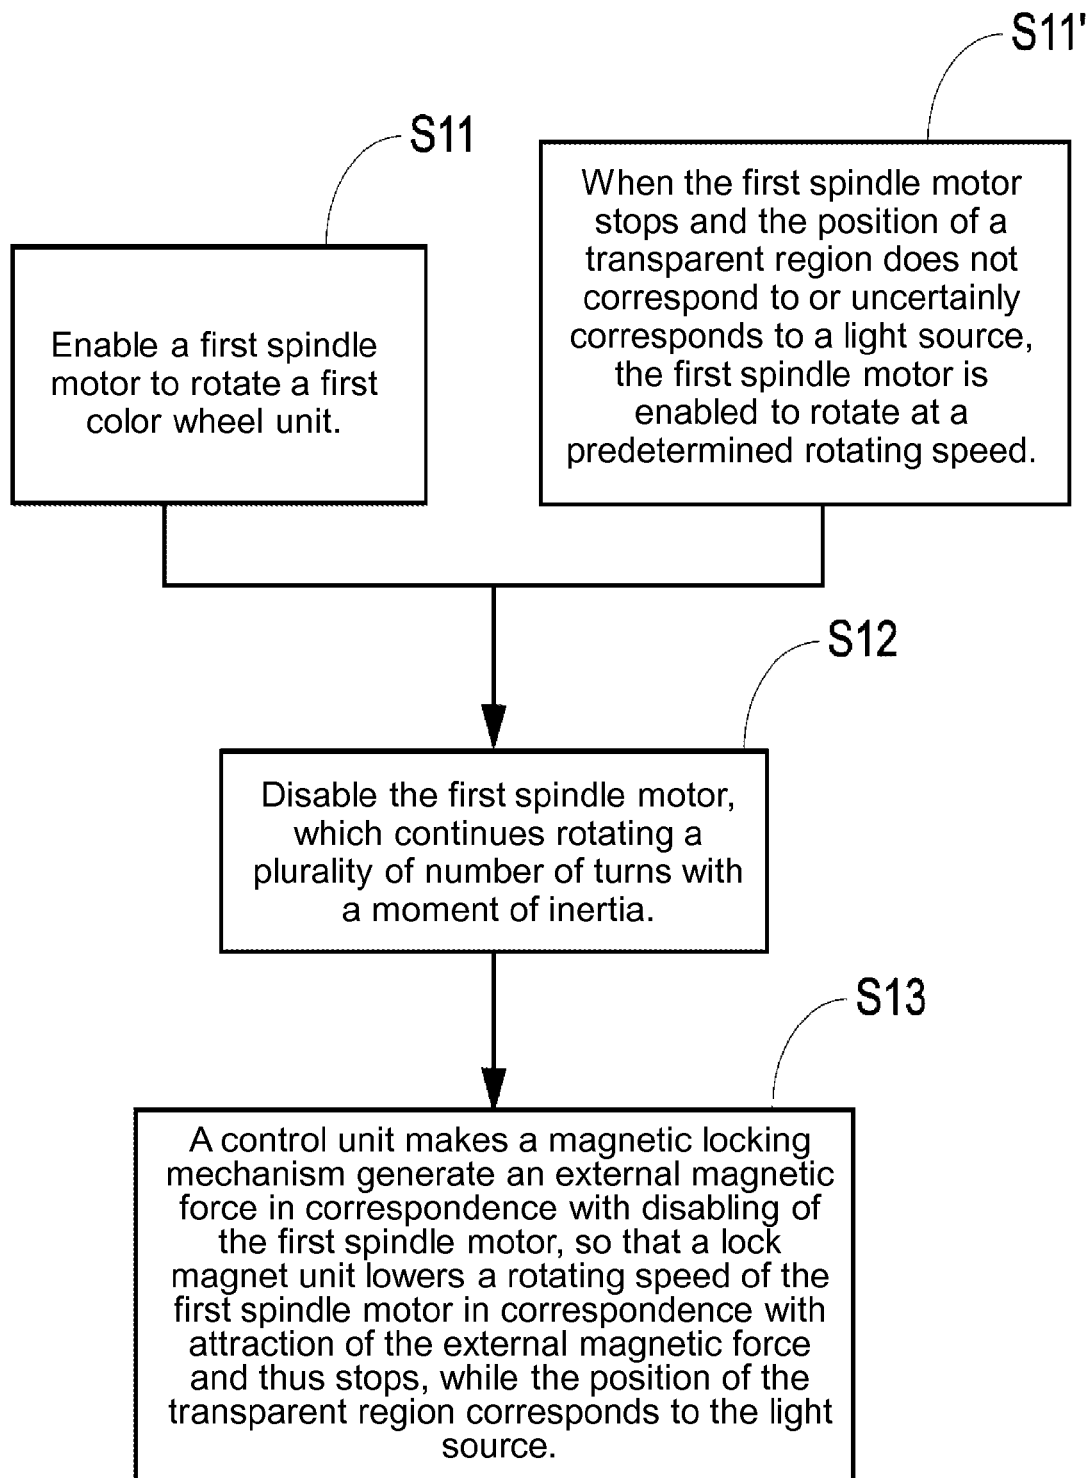 S11'
S11
When the first spindle motor
stops and the position of a
transparent region does not
correspond to or uncertainly
corresponds to a light source,
the first spindle motor is
enabled to rotate at a
predetermined rotating speed.
Enable a first spindle
motor to rotate a first
color wheel unit.
S12
Disable the first spindle motor,
which continues rotating a
plurality of number of turns with
a moment of inertia.
S13
A control unit makes a magnetic locking
mechanism generate an external magnetic
force in correspondence with disabling of
the first spindle motor, so that a lock
magnet unit lowers a rotating speed of the
first spindle motor in correspondence with
attraction of the external magnetic force
and thus stops, while the position of the
transparent region corresponds to the light
source.